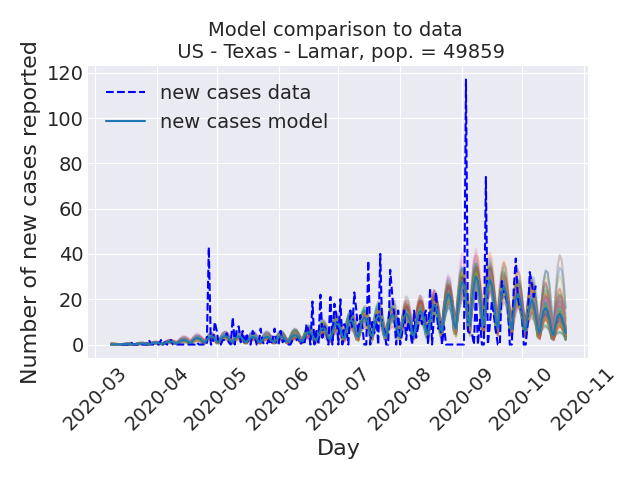 Model comparison to data
US - Texas - Lamar, pop. = 49859
Number of new cases reported
120
100
80
60
40
20
0
new cases data
new cases model
2020-03
2020-04
2020-05
2020-06
2020-07
2020-08
2020-09
2020-10
2020-11
Day